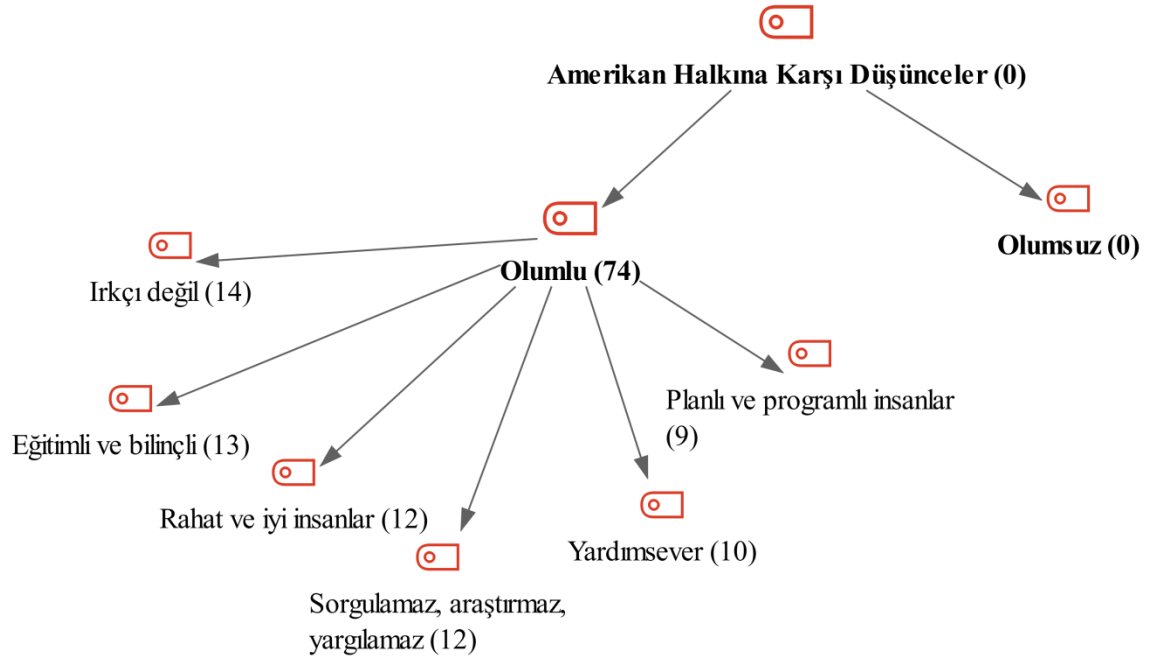 Amerikan Halkına Karşı Düşünceler (0)
Olumlu (74)
Olumsuz (0)
Irkçı değil (14)
Eğitimli ve bilinçli (13)
Rahat ve iyi insanlar (12)
Sorgulamaz, araştırmaz,
yargılamaz (12)
Yardımsever (10)
Planlı ve programlı insanlar
(9)